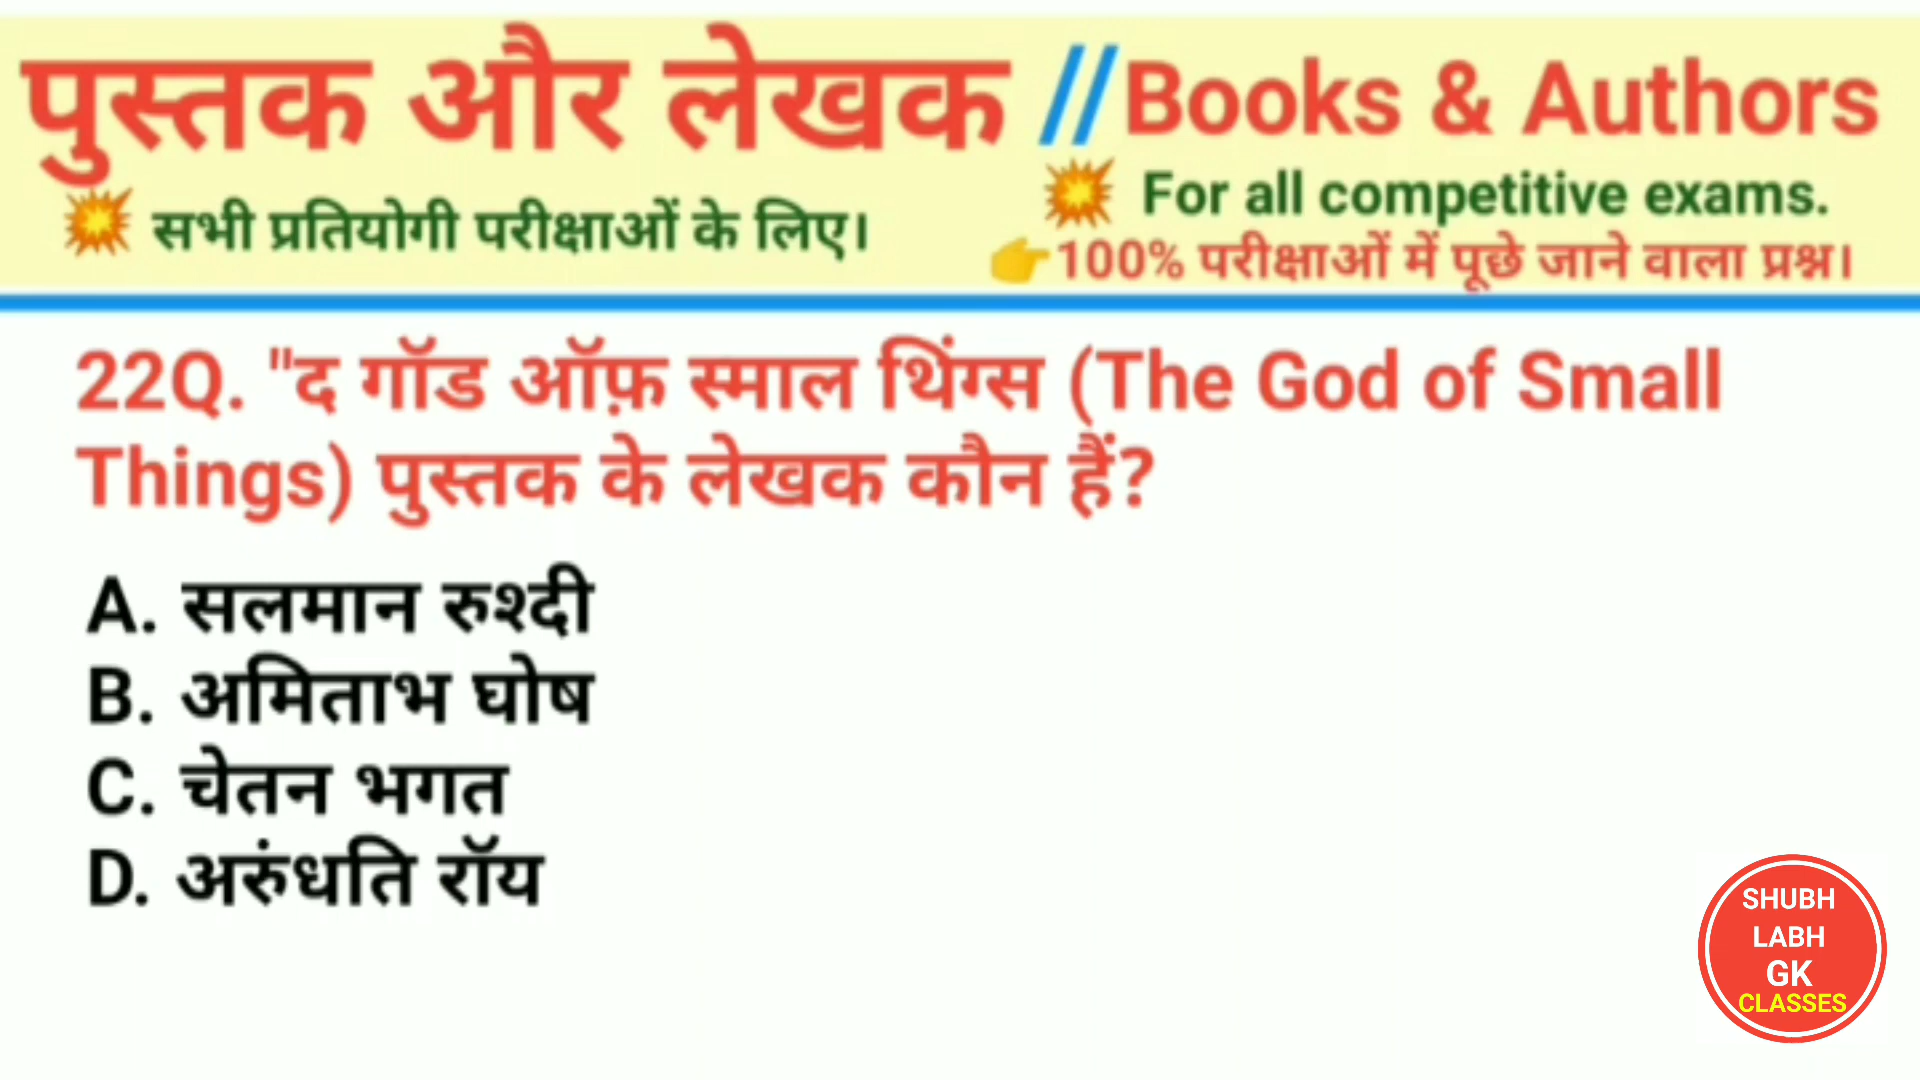 पुस्तक और लेखक //Books & Authors
💥 सभी प्रतियोगी परीक्षाओं के लिए।
💥 For all competitive exams.
👉100% परीक्षाओं में पूछे जाने वाला प्रश्न।
22Q. "द गॉड ऑफ़ स्माल थिंग्स (The God of Small
Things) पुस्तक के लेखक कौन हैं?
A. सलमान रुश्दी
B. अमिताभ घोष
C. चेतन भगत
D. अरुंधति रॉय
SHUBH
LABH
GK
CLASSES